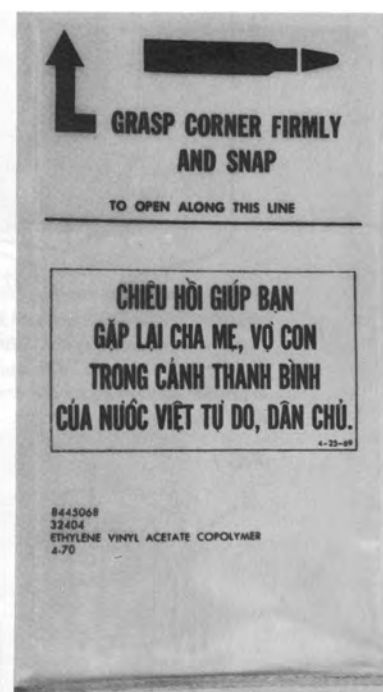 GRASP CORNER FIRMLY
AND SNAP
TO OPEN ALONG THIS LINE
CHIÊU HỒI GIÚP BẠN
GẶP LẠI CHA MẸ, VỢ CON
TRONG CẢNH THANH BÌNH
CỦA NƯỚC VIỆT TỰ DO, DÂN CHỦ.
4-25-69
8445068
32404
ETHYLENE VINYL ACETATE COPOLYMER
4-70